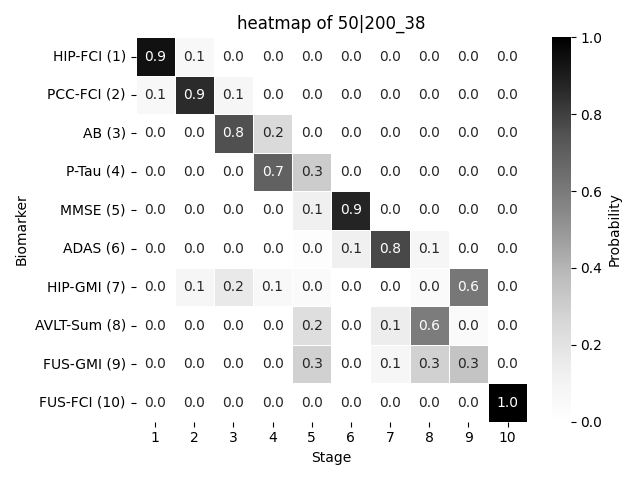 heatmap of 50|200_38
HIP-FCI (1) 0.9 0.1 0.0 0.0 0.0 0.0 0.0 0.0 0.0 0.0
PCC-FCI (2) 0.1 0.9 0.1 0.0 0.0 0.0 0.0 0.0 0.0 0.0
AB (3) 0.0 0.0 0.8 0.2 0.0 0.0 0.0 0.0 0.0 0.0
P-Tau (4) 0.0 0.0 0.0 0.7 0.3 0.0 0.0 0.0 0.0 0.0
MMSE (5) 0.0 0.0 0.0 0.0 0.1 0.9 0.0 0.0 0.0 0.0
ADAS (6) 0.0 0.0 0.0 0.0 0.0 0.1 0.8 0.1 0.0 0.0
HIP-GMI (7) 0.0 0.1 0.2 0.1 0.0 0.0 0.0 0.0 0.6 0.0
AVLT-Sum (8) 0.0 0.0 0.0 0.0 0.2 0.0 0.1 0.6 0.0 0.0
FUS-GMI (9) 0.0 0.0 0.0 0.0 0.3 0.0 0.1 0.3 0.3 0.0
FUS-FCI (10) 0.0 0.0 0.0 0.0 0.0 0.0 0.0 0.0 0.0 1.0
1 2 3 4 5 6 7 8 9 10
Stage
Biomarker
1.0
0.8
0.6
0.4
0.2
0.0
Probability